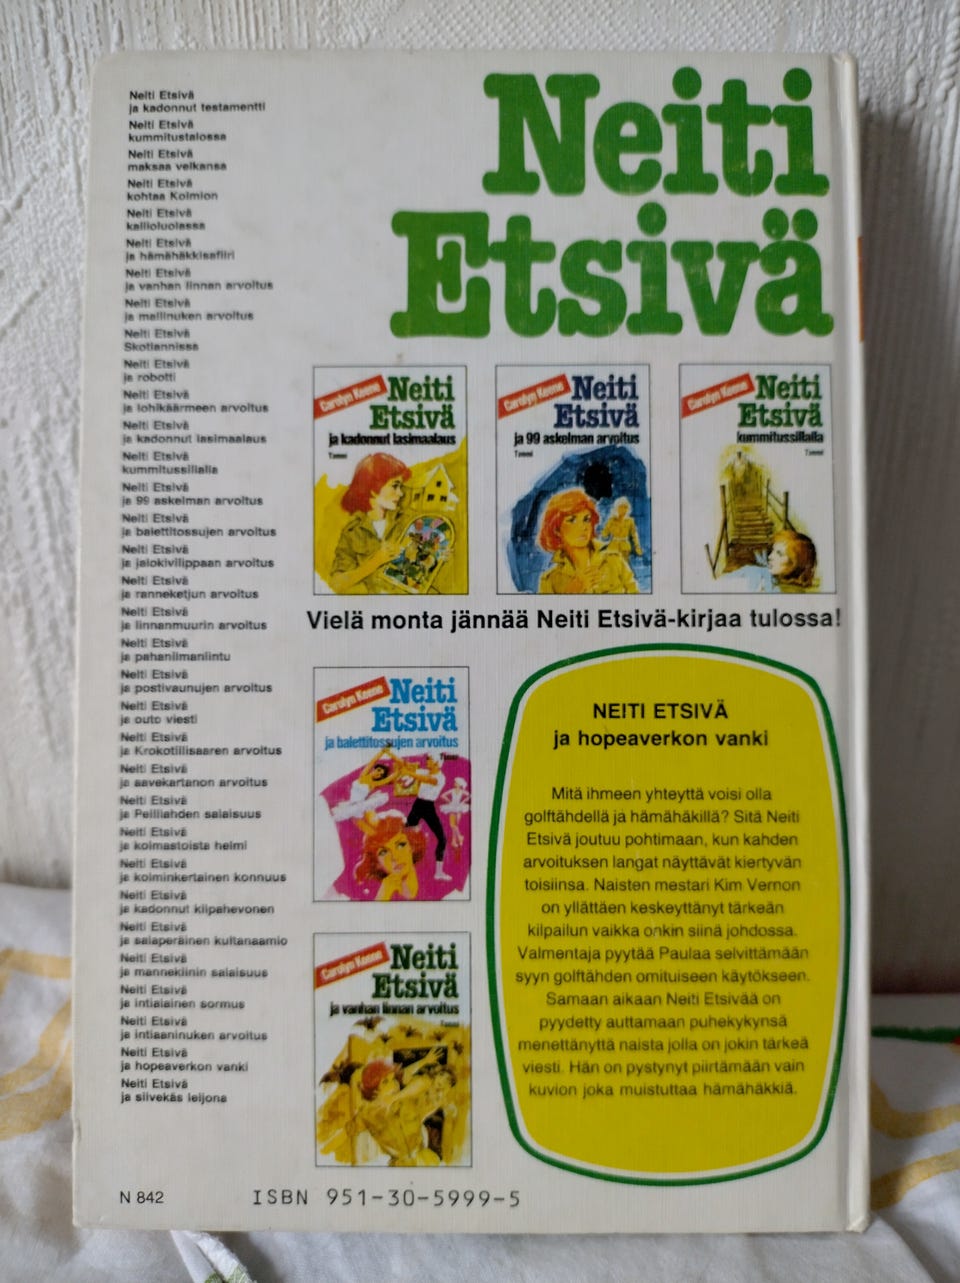 Neiti Etsivä
ja kadonnut testamentti
Neiti Etsivä
kummitustalossa
Neiti Etsivä
maksaa velkansa
Neiti Etsivä
kohtaa Kolmion
Neiti Etsivä
kallioluolassa
Neiti Etsivä
ja hämähäkkisafiiri
Neiti Etsivä
ja vanhan linnan arvoitus
Neiti Etsivä
ja mallinuken arvoitus
Neiti Etsivä
Skotlannissa
Neiti Etsivä
ja robotti
Neiti Etsivä
ja lohikäärmeen arvoitus
Neiti Etsivä
ja kadonnut lasimaalaus
Neiti Etsivä
kummitussillalla
Neiti Etsivä
ja 99 askelman arvoitus
Neiti Etsivä
ja balettitossujen arvoitus
Neiti Etsivä
ja jalokivilippaan arvoitus
Neiti Etsivä
ja ranneketjun arvoitus
Neiti Etsivä
ja linnanmuurin arvoitus
Neiti Etsivä
ja pahanilmanlintu
Neiti Etsivä
ja postivaunujen arvoitus
Neiti Etsivä
ja outo viesti
Neiti Etsivä
ja Krokotiilisaaren arvoitus
Neiti Etsivä
ja aavekartanon arvoitus
Neiti Etsivä
ja Peililahden salaisuus
Neiti Etsivä
ja kolmastoista helmi
Neiti Etsivä
ja kolminkertainen konnuus
Neiti Etsivä
ja kadonnut kilpahevonen
Neiti Etsivä
ja salaperäinen kultanaamio
Neiti Etsivä
ja mannekiinin salaisuus
Neiti Etsivä
ja intialainen sormus
Neiti Etsivä
ja intiaaninuken arvoitus
Neiti Etsivä
ja hopeaverkon vanki
Neiti Etsivä
ja siivekäs leijona
N 842
ISBN 951-30-5999-5
Neiti
Etsivä
Carolyn Keene
Neiti
Etsivä
ja kadonnut lasimaalaus
Tammi
Carolyn Keene
Neiti
Etsivä
ja 99 askelman arvoitus
Tammi
Carolyn Keene
Neiti
Etsivä
kummitussillalla
Tammi
Vielä monta jännää Neiti Etsivä-kirjaa tulossa!
Carolyn Keene
Neiti
Etsivä
ja balettitossujen arvoitus
Tammi
Carolyn Keene
Neiti
Etsivä
ja vanhan linnan arvoitus
Tammi
NEITI ETSIVÄ
ja hopeaverkon vanki
Mitä ihmeen yhteyttä voisi olla
golftähdellä ja hämähäkillä? Sitä Neiti
Etsivä joutuu pohtimaan, kun kahden
arvoituksen langat näyttävät kiertyvän
toisiinsa. Naisten mestari Kim Vernon
on yllättäen keskeyttänyt tärkeän
kilpailun vaikka onkin siinä johdossa.
Valmentaja pyytää Paulaa selvittämään
syyn golftähden omituiseen käytökseen.
Samaan aikaan Neiti Etsivää on
pyydetty auttamaan puhekykynsä
menettänyttä naista jolla on jokin tärkeä
viesti. Hän on pystynyt piirtämään vain
kuvion joka muistuttaa hämähäkkiä.